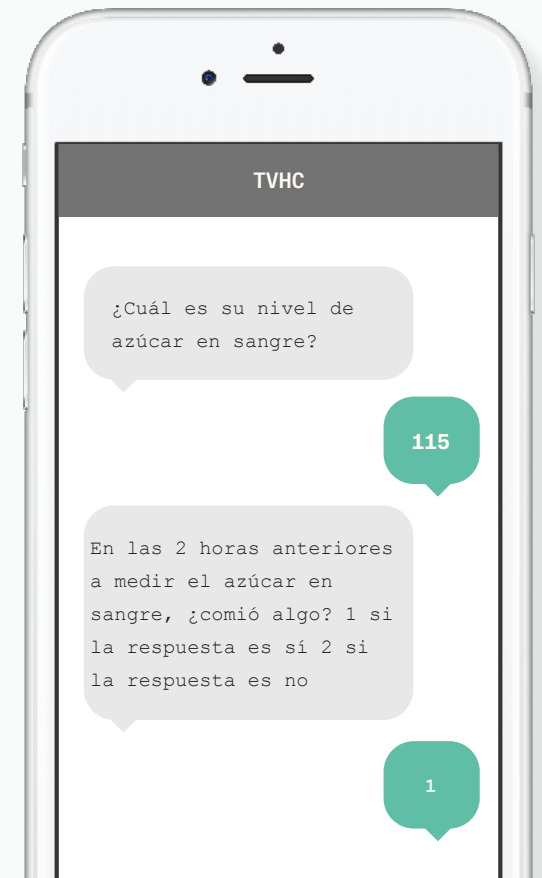 TVHC
¿Cuál es su nivel de
azúcar en sangre?
115
En las 2 horas anteriores
a medir el azúcar en
sangre, ¿comió algo? 1 si
la respuesta es sí 2 si
la respuesta es no
1